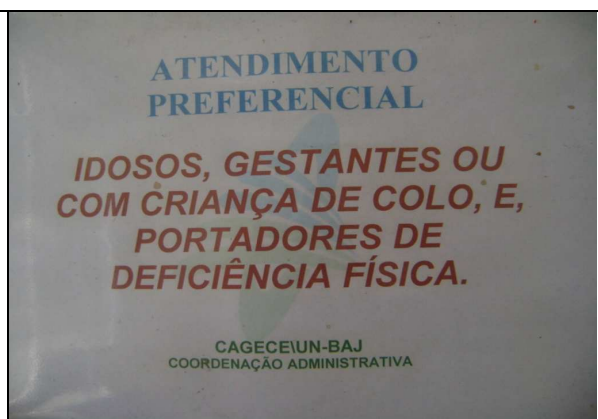 ATENDIMENTO
PREFERENCIAL
IDOSOS, GESTANTES OU
COM CRIANÇA DE COLO, E,
PORTADORES DE
DEFICIÊNCIA FÍSICA.
CAGECE\UN-BAJ
COORDENAÇÃO ADMINISTRATIVA